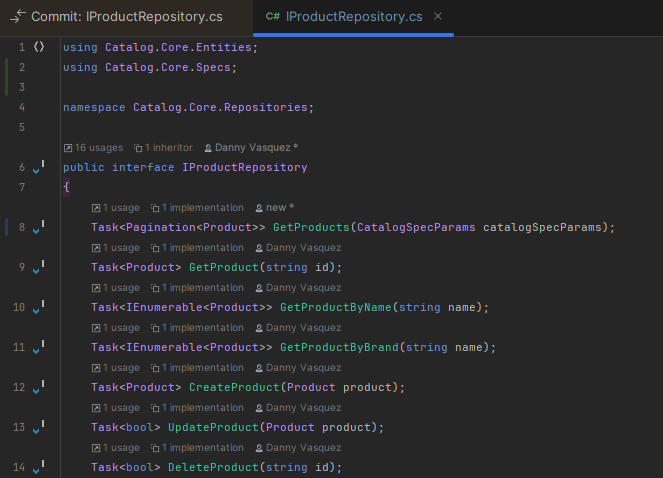 Commit: IProductRepository.cs
C# IProductRepository.cs ×
1 using Catalog.Core.Entities;
2 using Catalog.Core.Specs;
3
4 namespace Catalog.Core.Repositories;
5
16 usages 1 inheritor Danny Vasquez *
6 public interface IProductRepository
7 {
1 usage 1 implementation new *
8 Task<Pagination<Product>> GetProducts(CatalogSpecParams catalogSpecParams);
1 usage 1 implementation Danny Vasquez
9 Task<Product> GetProduct(string id);
1 usage 1 implementation Danny Vasquez
10 Task<IEnumerable<Product>> GetProductByName(string name);
1 usage 1 implementation Danny Vasquez
11 Task<IEnumerable<Product>> GetProductByBrand(string name);
1 usage 1 implementation Danny Vasquez
12 Task<Product> CreateProduct(Product product);
1 usage 1 implementation Danny Vasquez
13 Task<bool> UpdateProduct(Product product);
1 usage 1 implementation Danny Vasquez
14 Task<bool> DeleteProduct(string id);